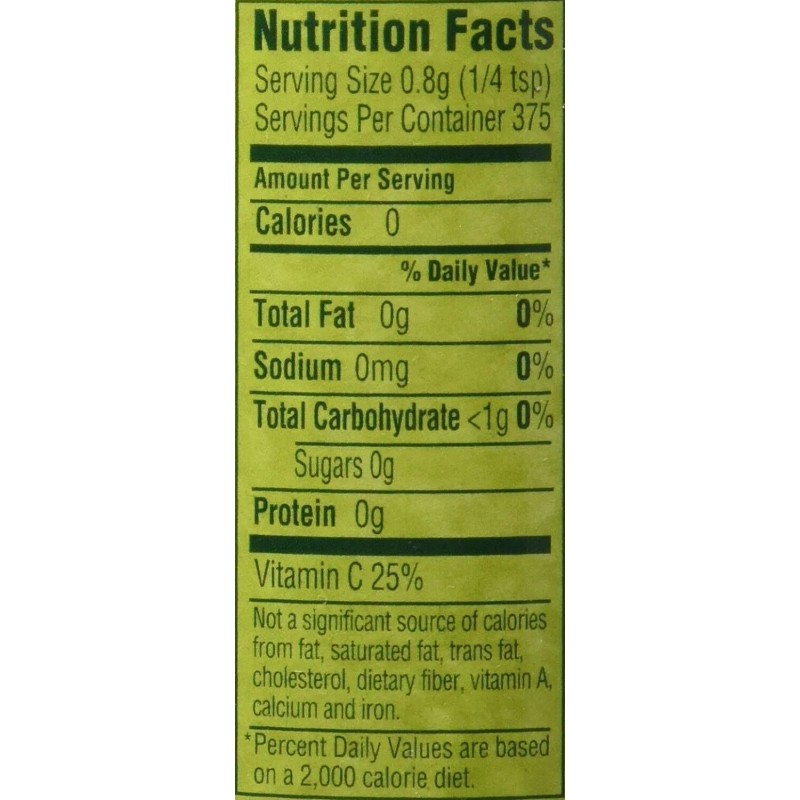 Nutrition Facts
Serving Size 0.8g (1/4 tsp)
Servings Per Container 375
Amount Per Serving
Calories 0
% Daily Value*
Total Fat 0g 0%
Sodium 0mg 0%
Total Carbohydrate <1g 0%
Sugars 0g
Protein 0g
Vitamin C 25%
Not a significant source of calories
from fat, saturated fat, trans fat,
cholesterol, dietary fiber, vitamin A,
calcium and iron.
*Percent Daily Values are based
on a 2,000 calorie diet.